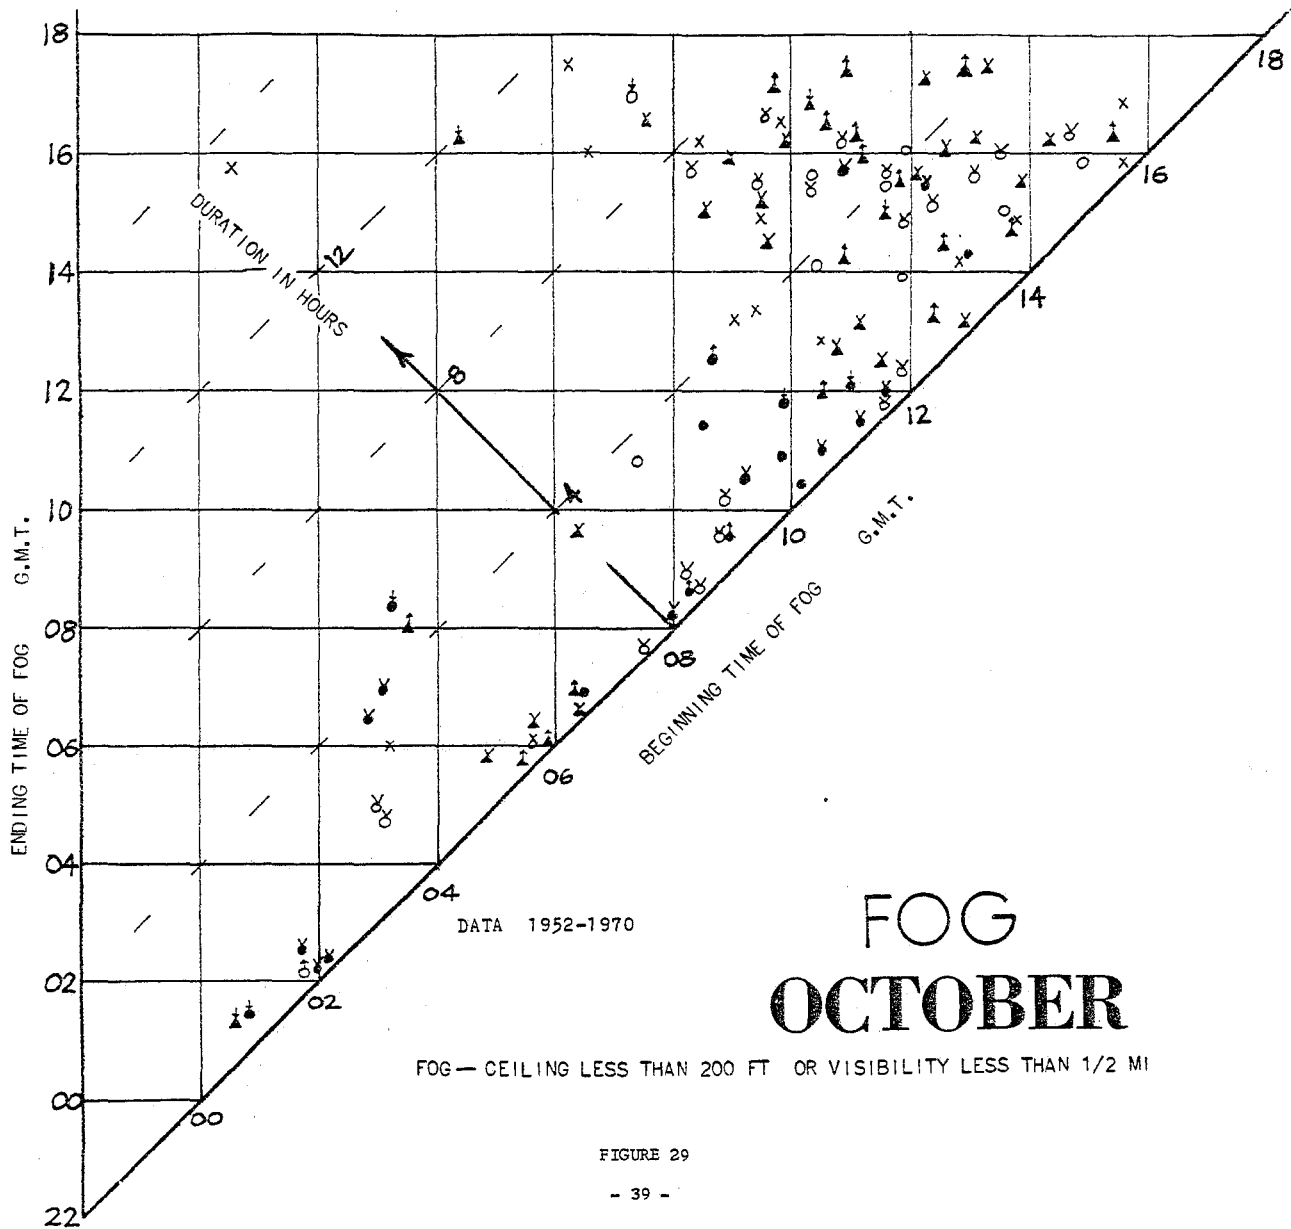 18
16
14
12
10
08
06
04
02
00
22
ENDING TIME OF FOG G.M.T.
DURATION IN HOURS
12
8
4
18
16
14
12
10
08
06
04
02
00
BEGINNING TIME OF FOG G.M.T.
DATA 1952-1970
FOG
OCTOBER
FOG — CEILING LESS THAN 200 FT OR VISIBILITY LESS THAN 1/2 MI
FIGURE 29
- 39 -